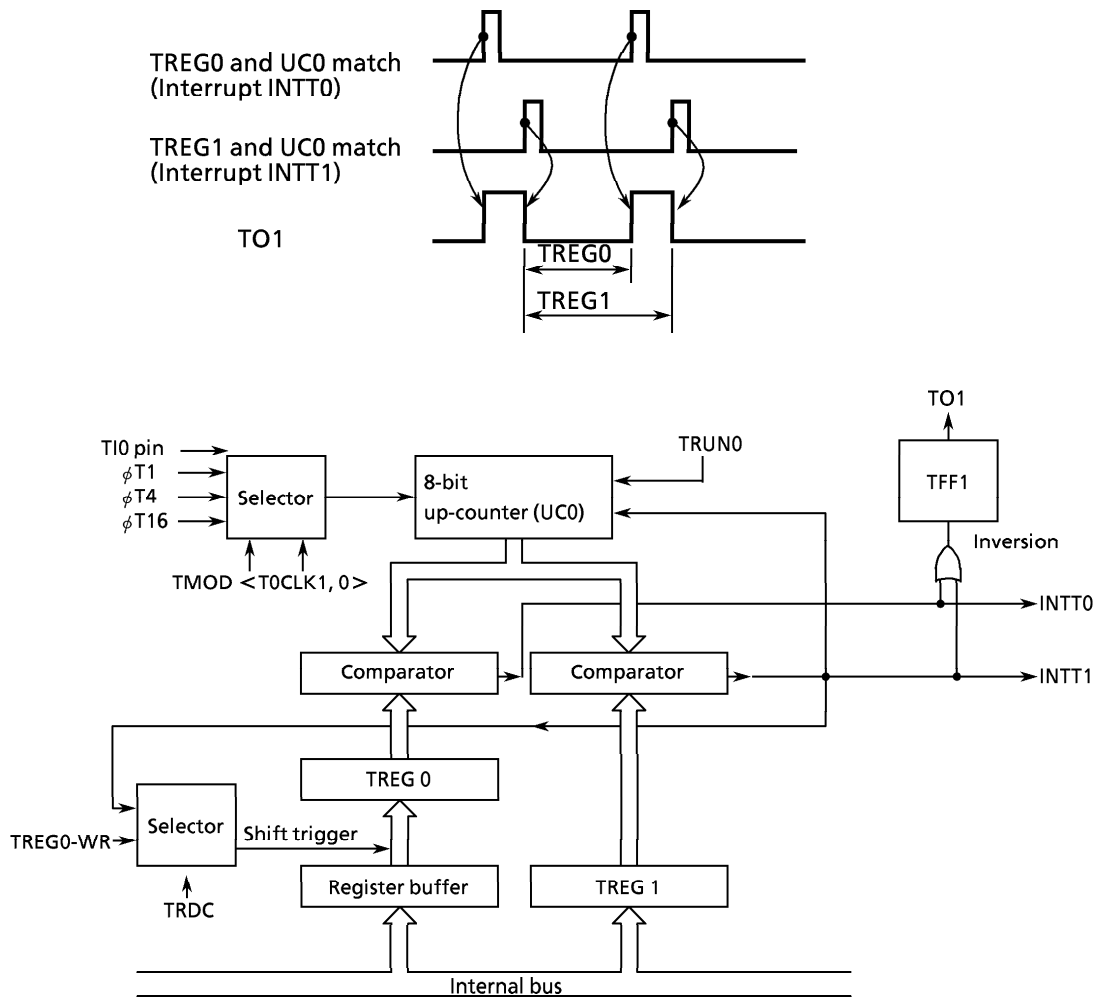 TREG0 and UC0 match
(Interrupt INTT0)
TREG1 and UC0 match
(Interrupt INTT1)
TO1
TREG0
TREG1
TO1
TI0 pin
φT1
φT4
φT16
Selector
TMOD <T0CLK1, 0>
8-bit
up-counter (UC0)
TRUN0
TFF1
Inversion
INTT0
Comparator
Comparator
INTT1
TREG 0
TREG0-WR
Selector
Shift trigger
TRDC
Register buffer
TREG 1
Internal bus